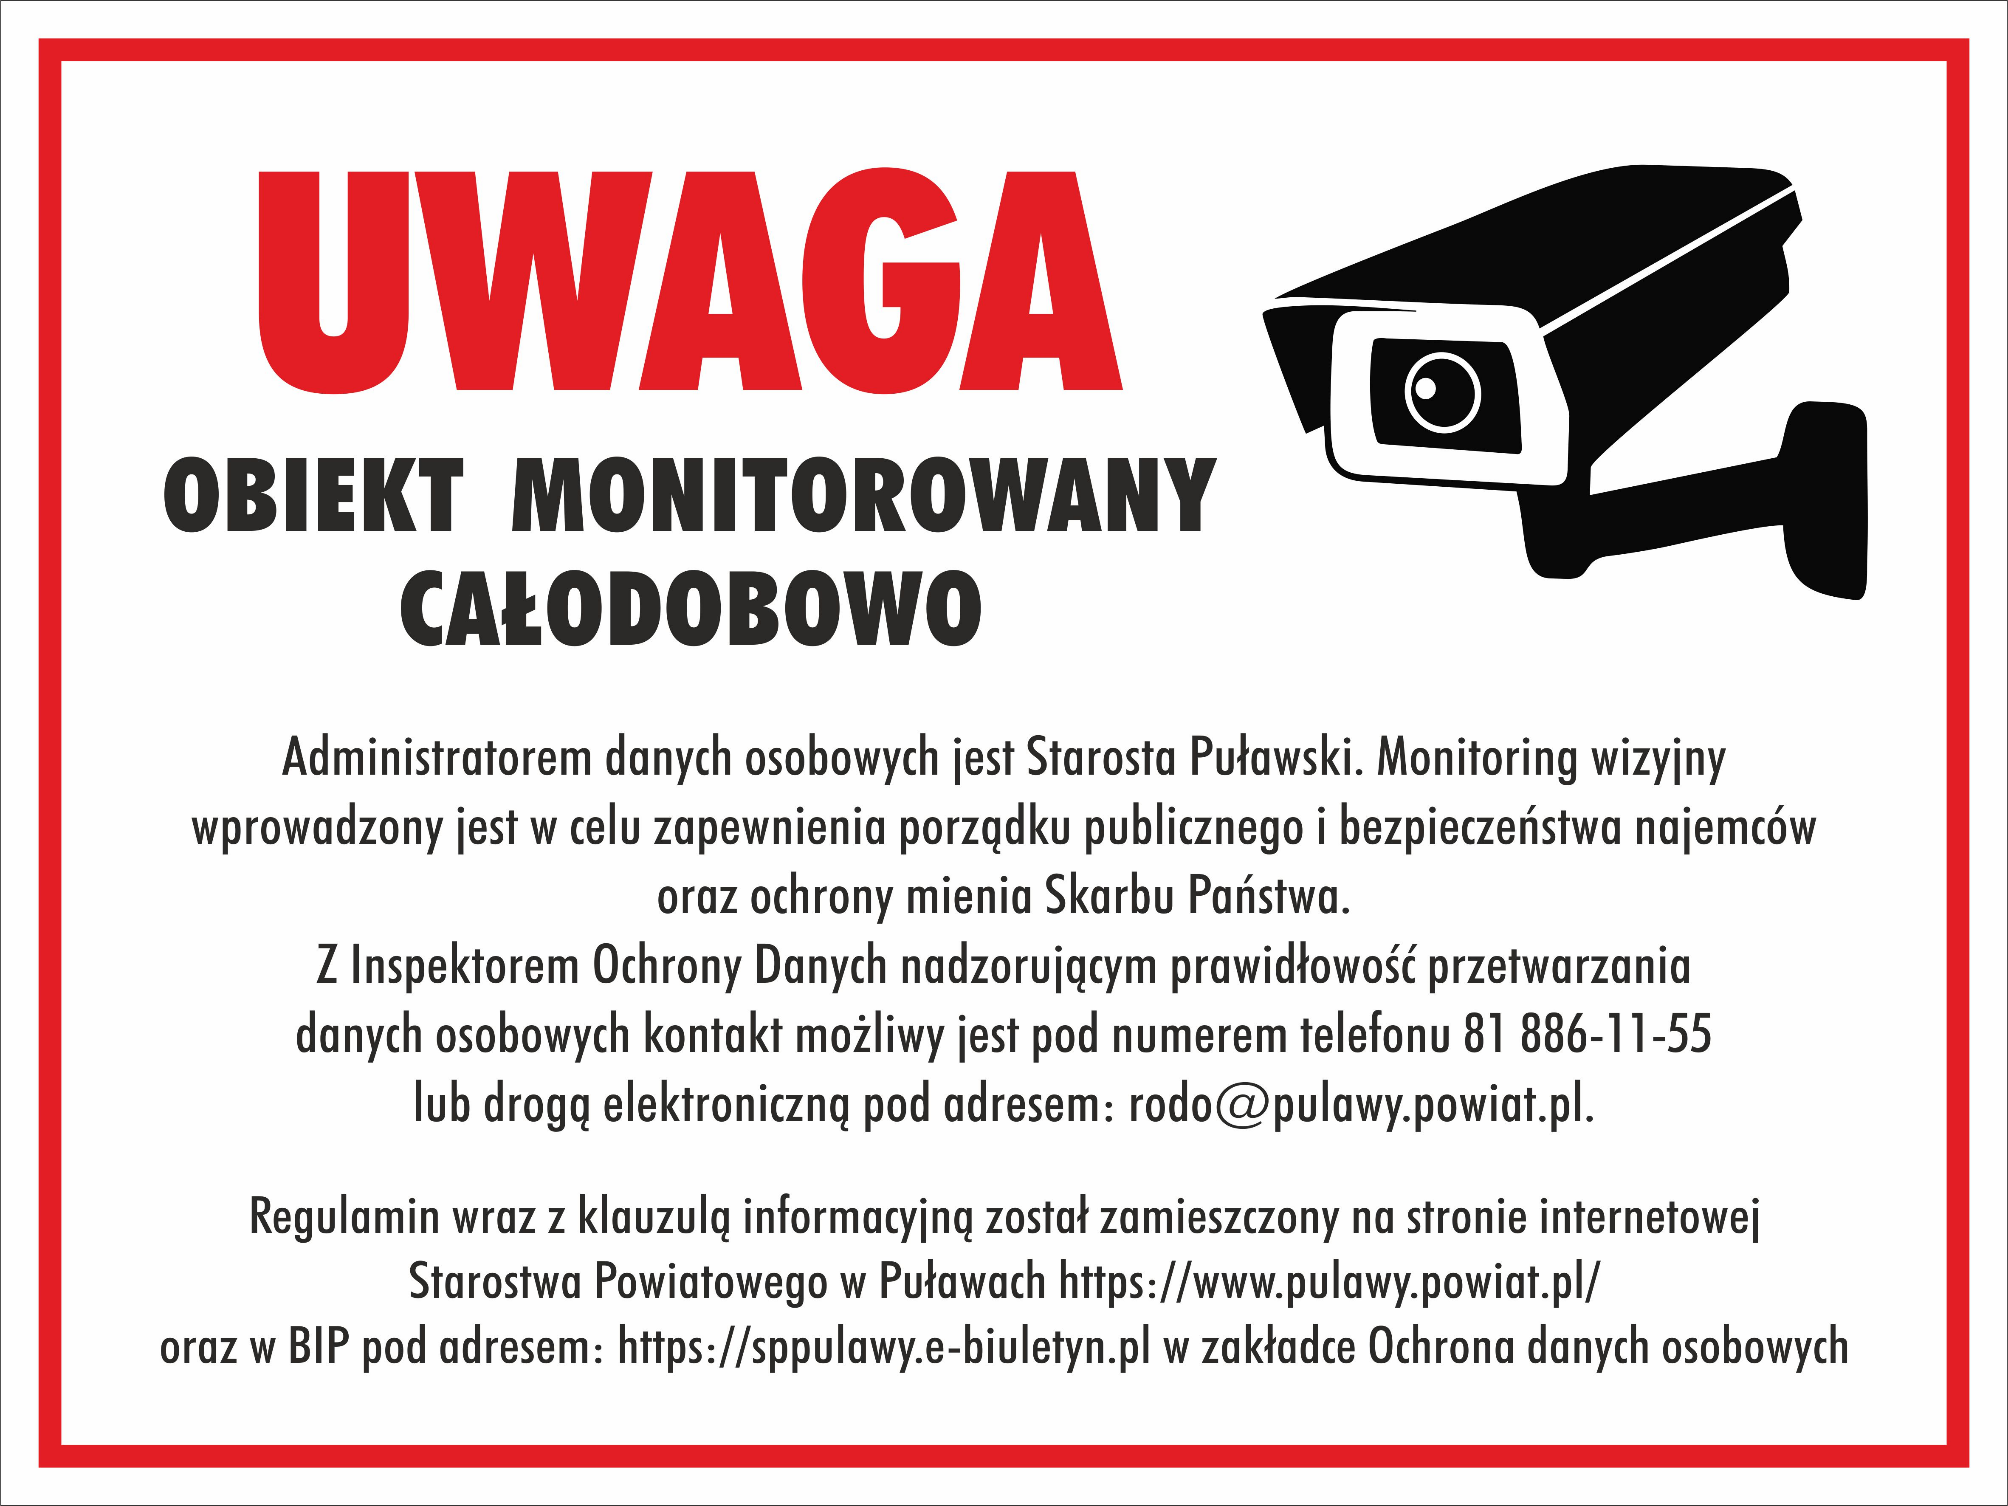 UWAGA
OBIEKT MONITOROWANY
CAŁODOBOWO
Administratorem danych osobowych jest Starosta Puławski. Monitoring wizyjny
wprowadzony jest w celu zapewnienia porządku publicznego i bezpieczeństwa najemców
oraz ochrony mienia Skarbu Państwa.
Z Inspektorem Ochrony Danych nadzorującym prawidłowość przetwarzania
danych osobowych kontakt możliwy jest pod numerem telefonu 81 886-11-55
lub drogą elektroniczną pod adresem: rodo@pulawy.powiat.pl.
Regulamin wraz z klauzulą informacyjną został zamieszczony na stronie internetowej
Starostwa Powiatowego w Puławach https://www.pulawy.powiat.pl/
oraz w BIP pod adresem: https://sppulawy.e-biuletyn.pl w zakładce Ochrona danych osobowych